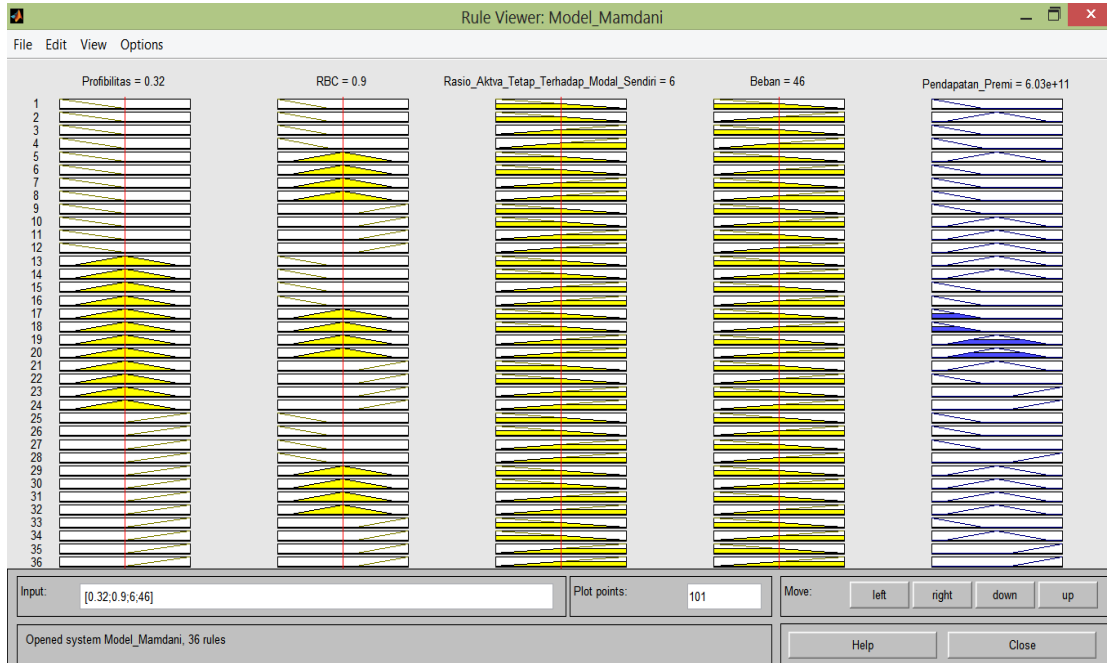 Rule Viewer: Model_Mamdani
File Edit View Options
Profibilitas = 0.32
RBC = 0.9
Rasio_Aktva_Tetap_Terhadap_Modal_Sendiri = 6
Beban = 46
Pendapatan_Premi = 6.03e+11
1
2
3
4
5
6
7
8
9
10
11
12
13
14
15
16
17
18
19
20
21
22
23
24
25
26
27
28
29
30
31
32
33
34
35
36
Input:
[0.32;0.9;6;46]
Plot points:
101
Move:
left
right
down
up
Opened system Model_Mamdani, 36 rules
Help
Close